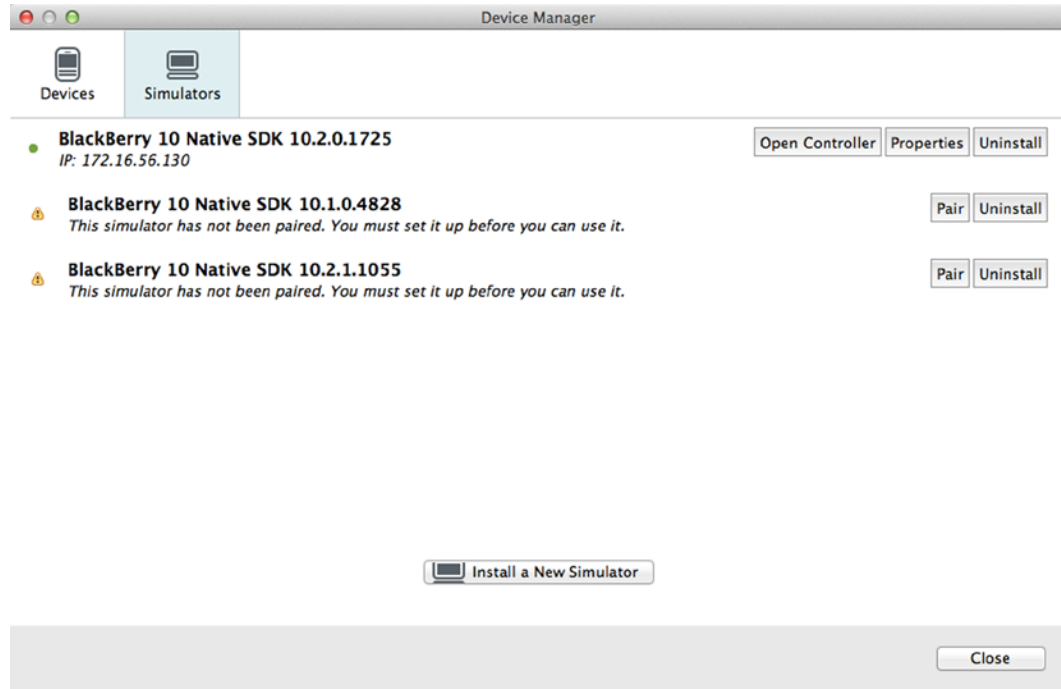 Device Manager
Devices
Simulators
BlackBerry 10 Native SDK 10.2.0.1725
IP: 172.16.56.130
Open Controller
Properties
Uninstall
BlackBerry 10 Native SDK 10.1.0.4828
This simulator has not been paired. You must set it up before you can use it.
Pair
Uninstall
BlackBerry 10 Native SDK 10.2.1.1055
This simulator has not been paired. You must set it up before you can use it.
Pair
Uninstall
Install a New Simulator
Close